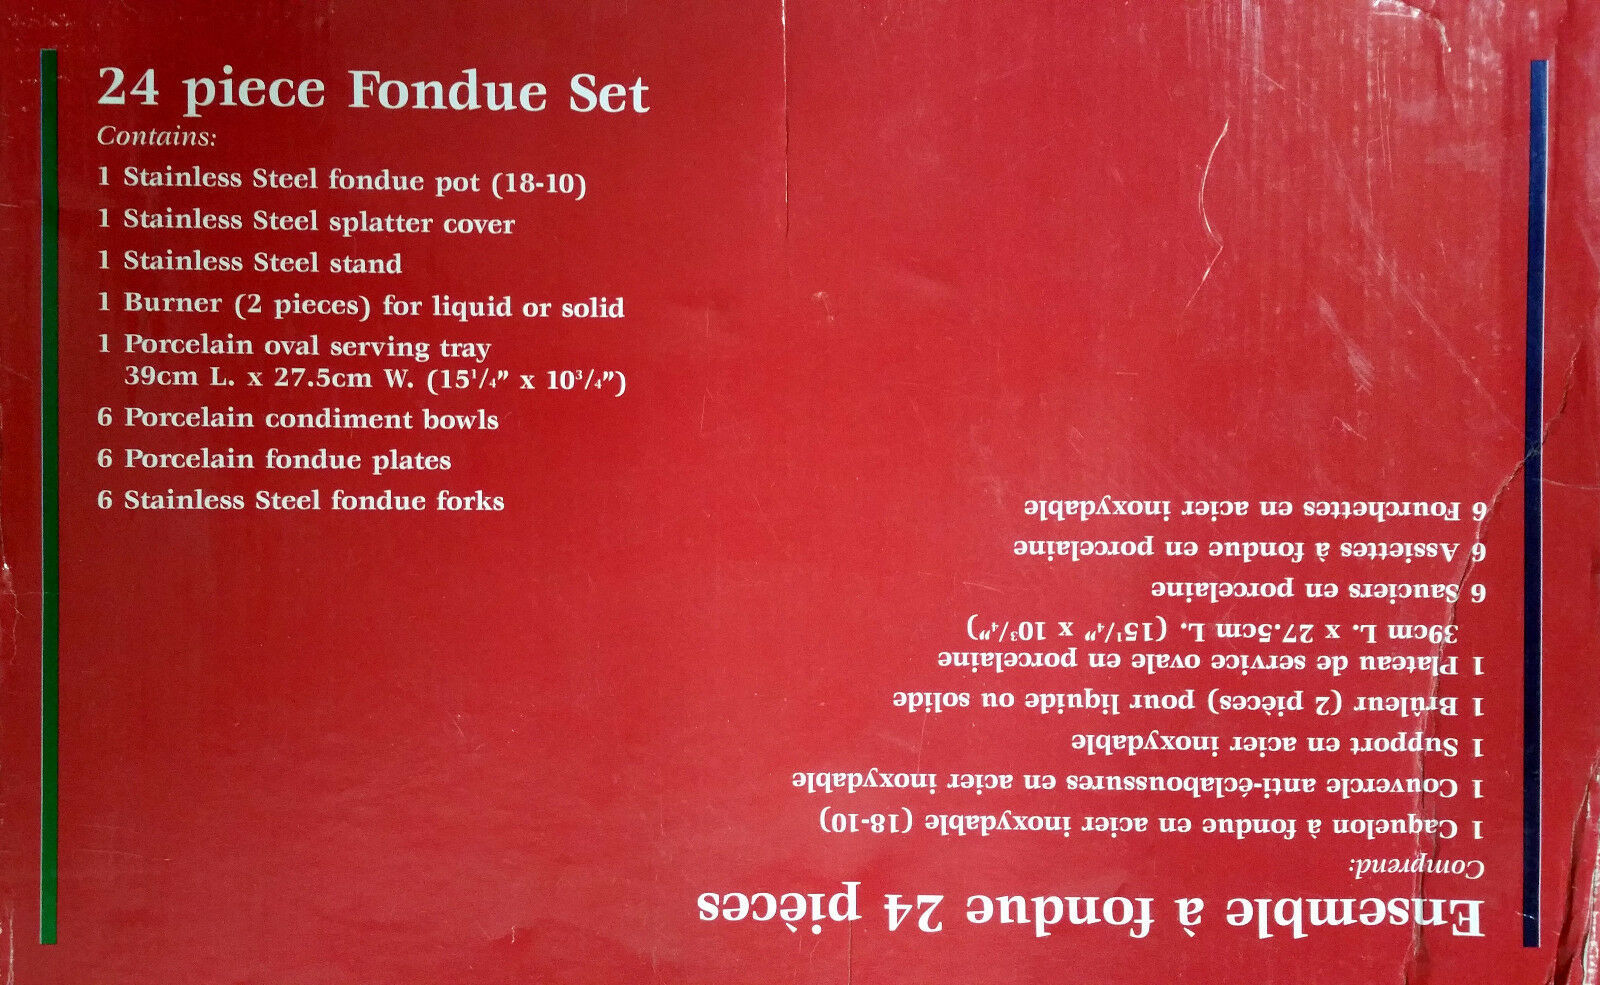 24 piece Fondue Set
Contains:
1 Stainless Steel fondue pot (18-10)
1 Stainless Steel splatter cover
1 Stainless Steel stand
1 Burner (2 pieces) for liquid or solid
1 Porcelain oval serving tray
39cm L. x 27.5cm W. (15¹/₄” x 10³/₄”)
6 Porcelain condiment bowls
6 Porcelain fondue plates
6 Stainless Steel fondue forks
Ensemble à fondue 24 pièces
Comprend:
1 Caquelon à fondue en acier inoxydable (18-10)
1 Couvercle anti-éclaboussures en acier inoxydable
1 Support en acier inoxydable
1 Brûleur (2 pièces) pour liquide ou solide
1 Plateau de service ovale en porcelaine
39cm L. x 27.5cm L. (15¹/₄” x 10³/₄”)
6 Sauciers en porcelaine
6 Assiettes à fondue en porcelaine
6 Fourchettes en acier inoxydable